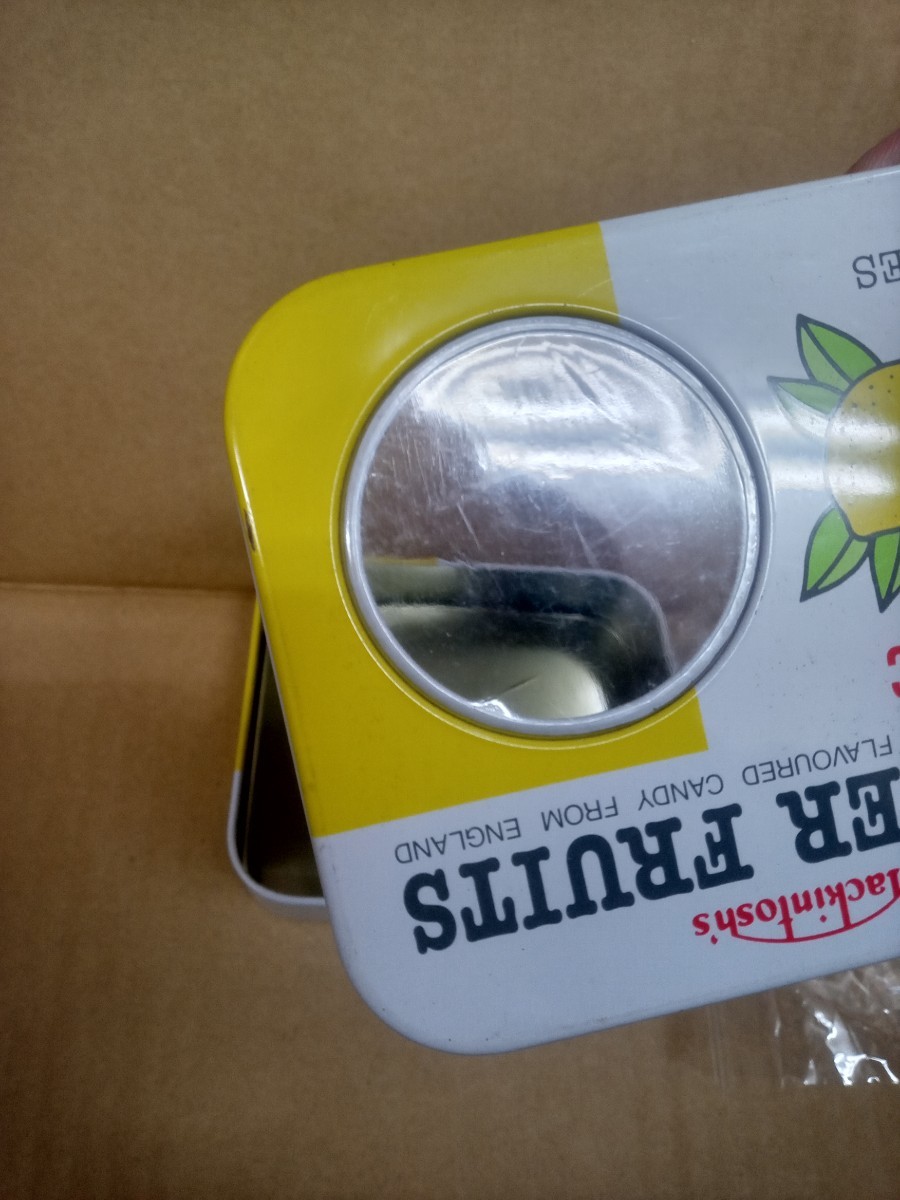 Mackintosh's
ER FRUITS
FLAVOURED CANDY FROM ENGLAND
ES